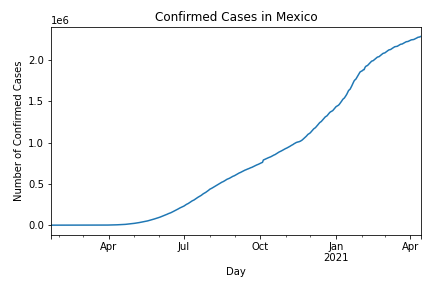 Confirmed Cases in Mexico
1e6
2.0
1.5
1.0
0.5
0.0
Number of Confirmed Cases
Apr Jul Oct Jan Apr
2021
Day